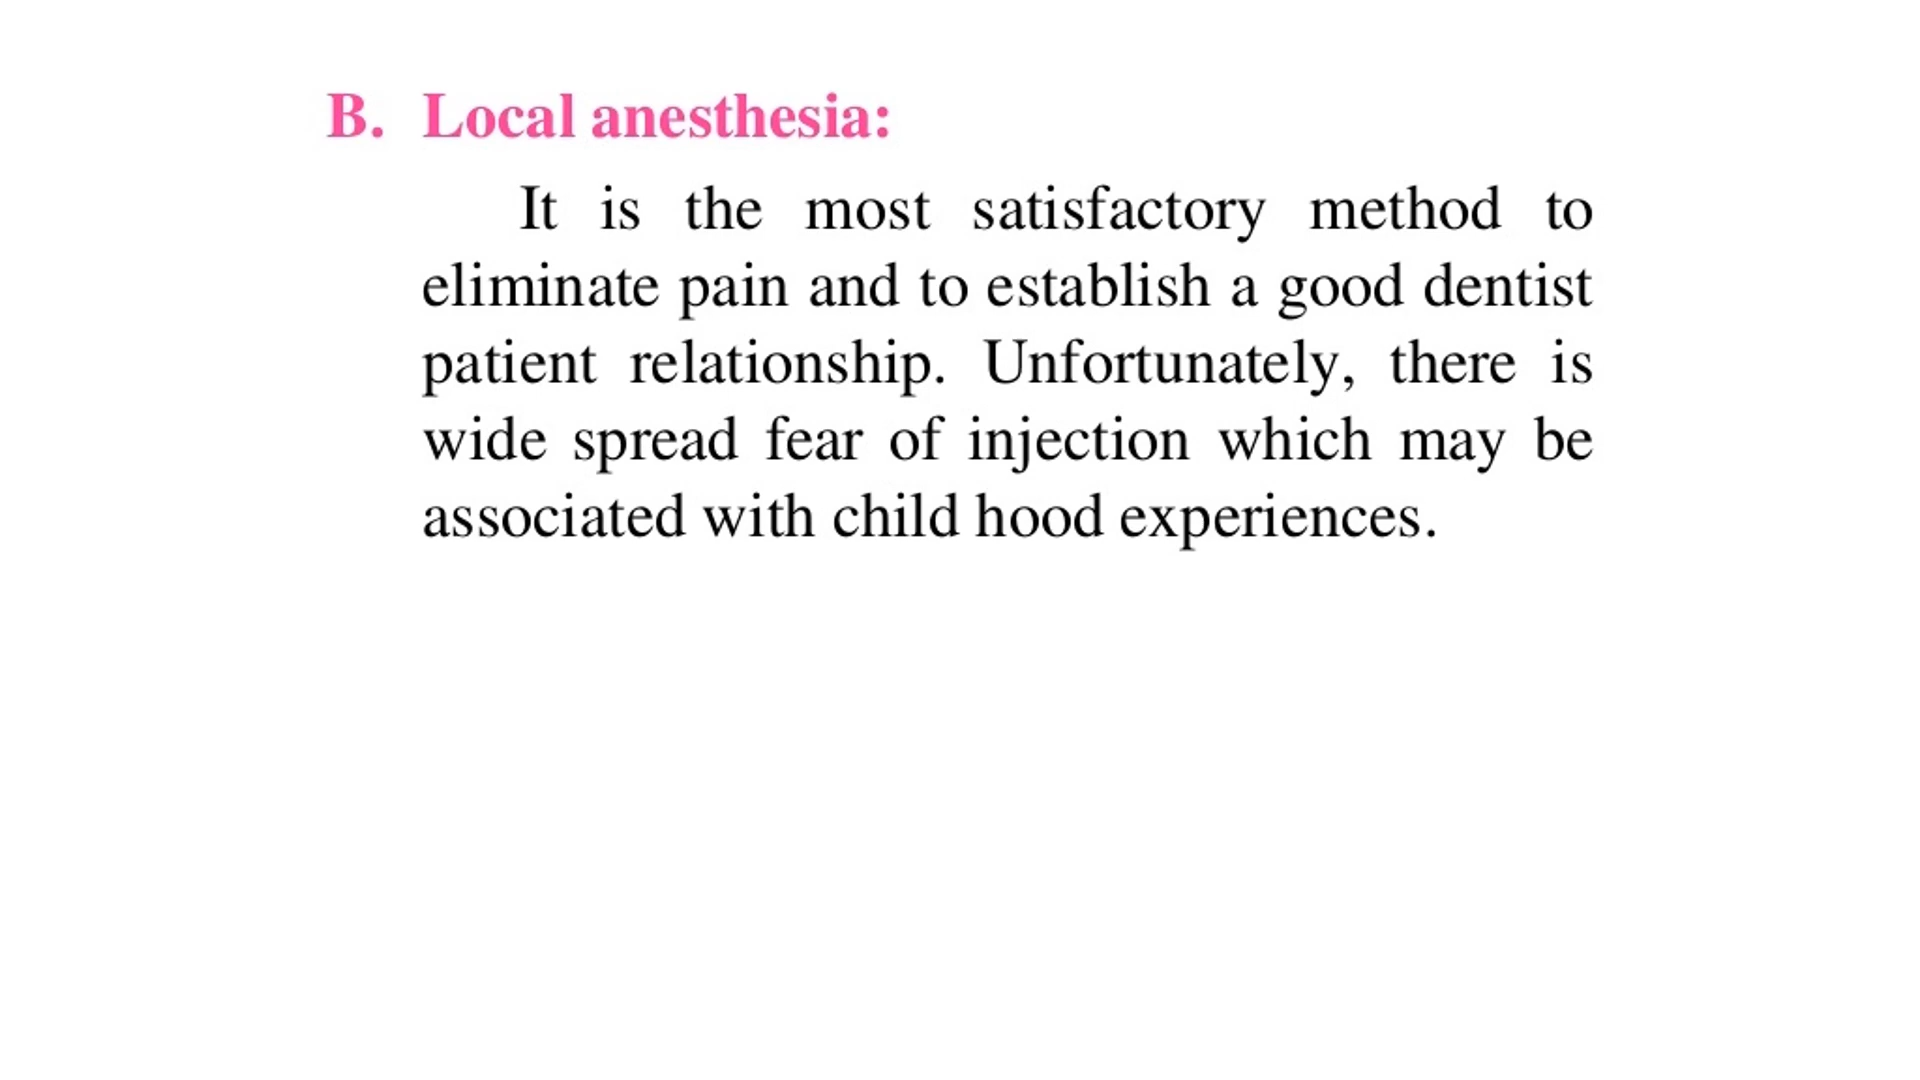 B. Local anesthesia:
It is the most satisfactory method to
eliminate pain and to establish a good dentist
patient relationship. Unfortunately, there is
wide spread fear of injection which may be
associated with child hood experiences.